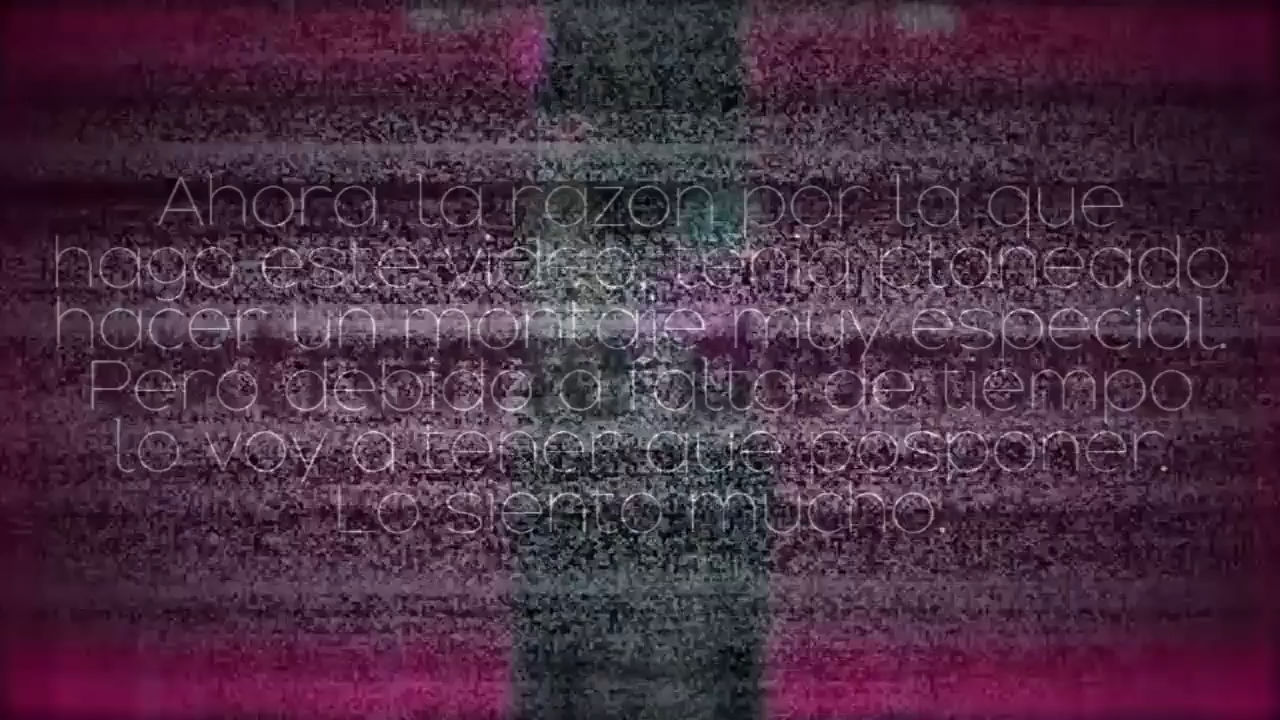 Ahora, la razon por la que
hago este video, tenia planeado
hacer un montaje muy especial.
Pero debido a falta de tiempo
lo voy a tener que posponer.
Lo siento mucho.